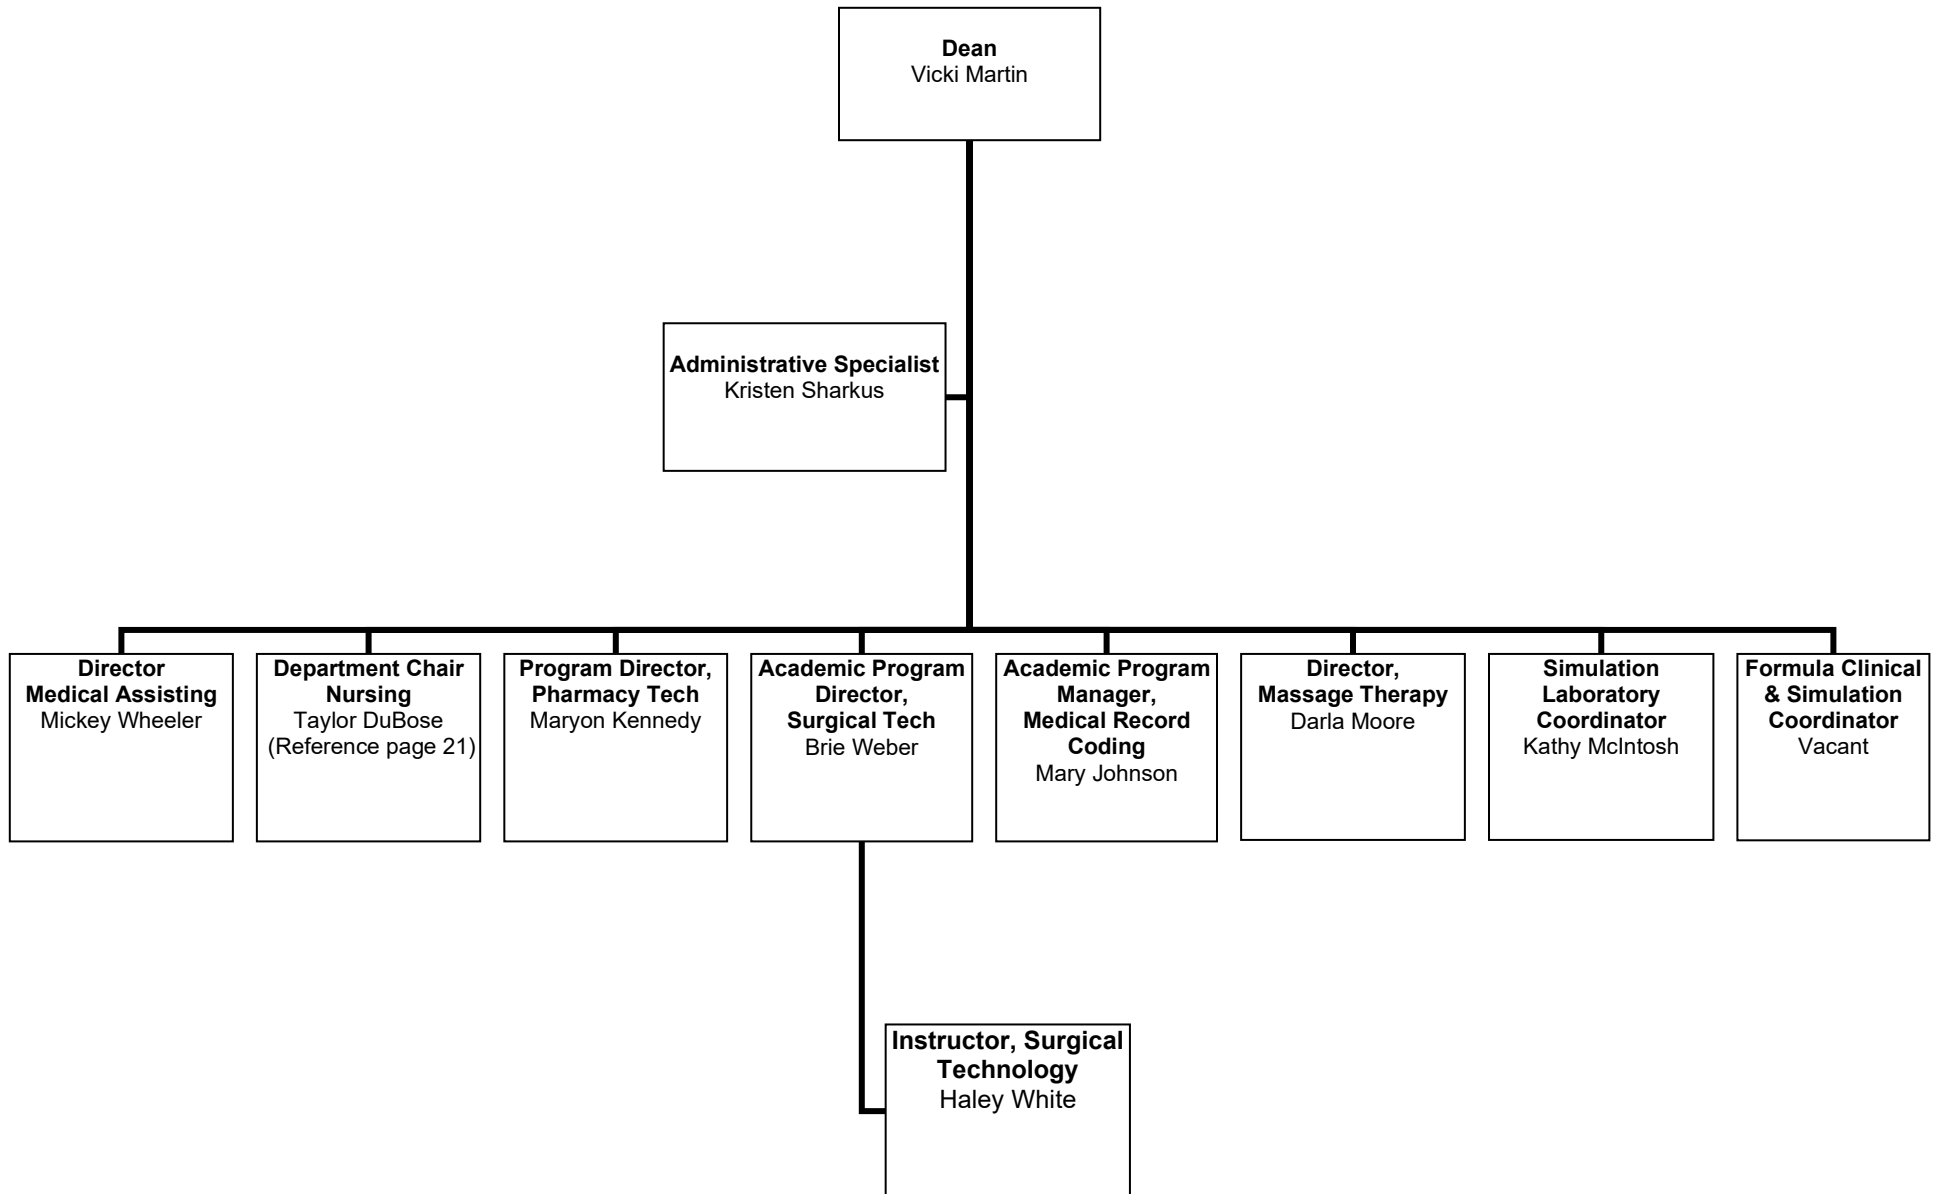 Dean
Vicki Martin
Administrative Specialist
Kristen Sharkus
Director
Medical Assisting
Mickey Wheeler
Department Chair
Nursing
Taylor DuBose
(Reference page 21)
Program Director,
Pharmacy Tech
Maryon Kennedy
Academic Program
Director,
Surgical Tech
Brie Weber
Academic Program
Manager,
Medical Record
Coding
Mary Johnson
Director,
Massage Therapy
Darla Moore
Simulation
Laboratory
Coordinator
Kathy McIntosh
Formula Clinical
& Simulation
Coordinator
Vacant
Instructor, Surgical
Technology
Haley White